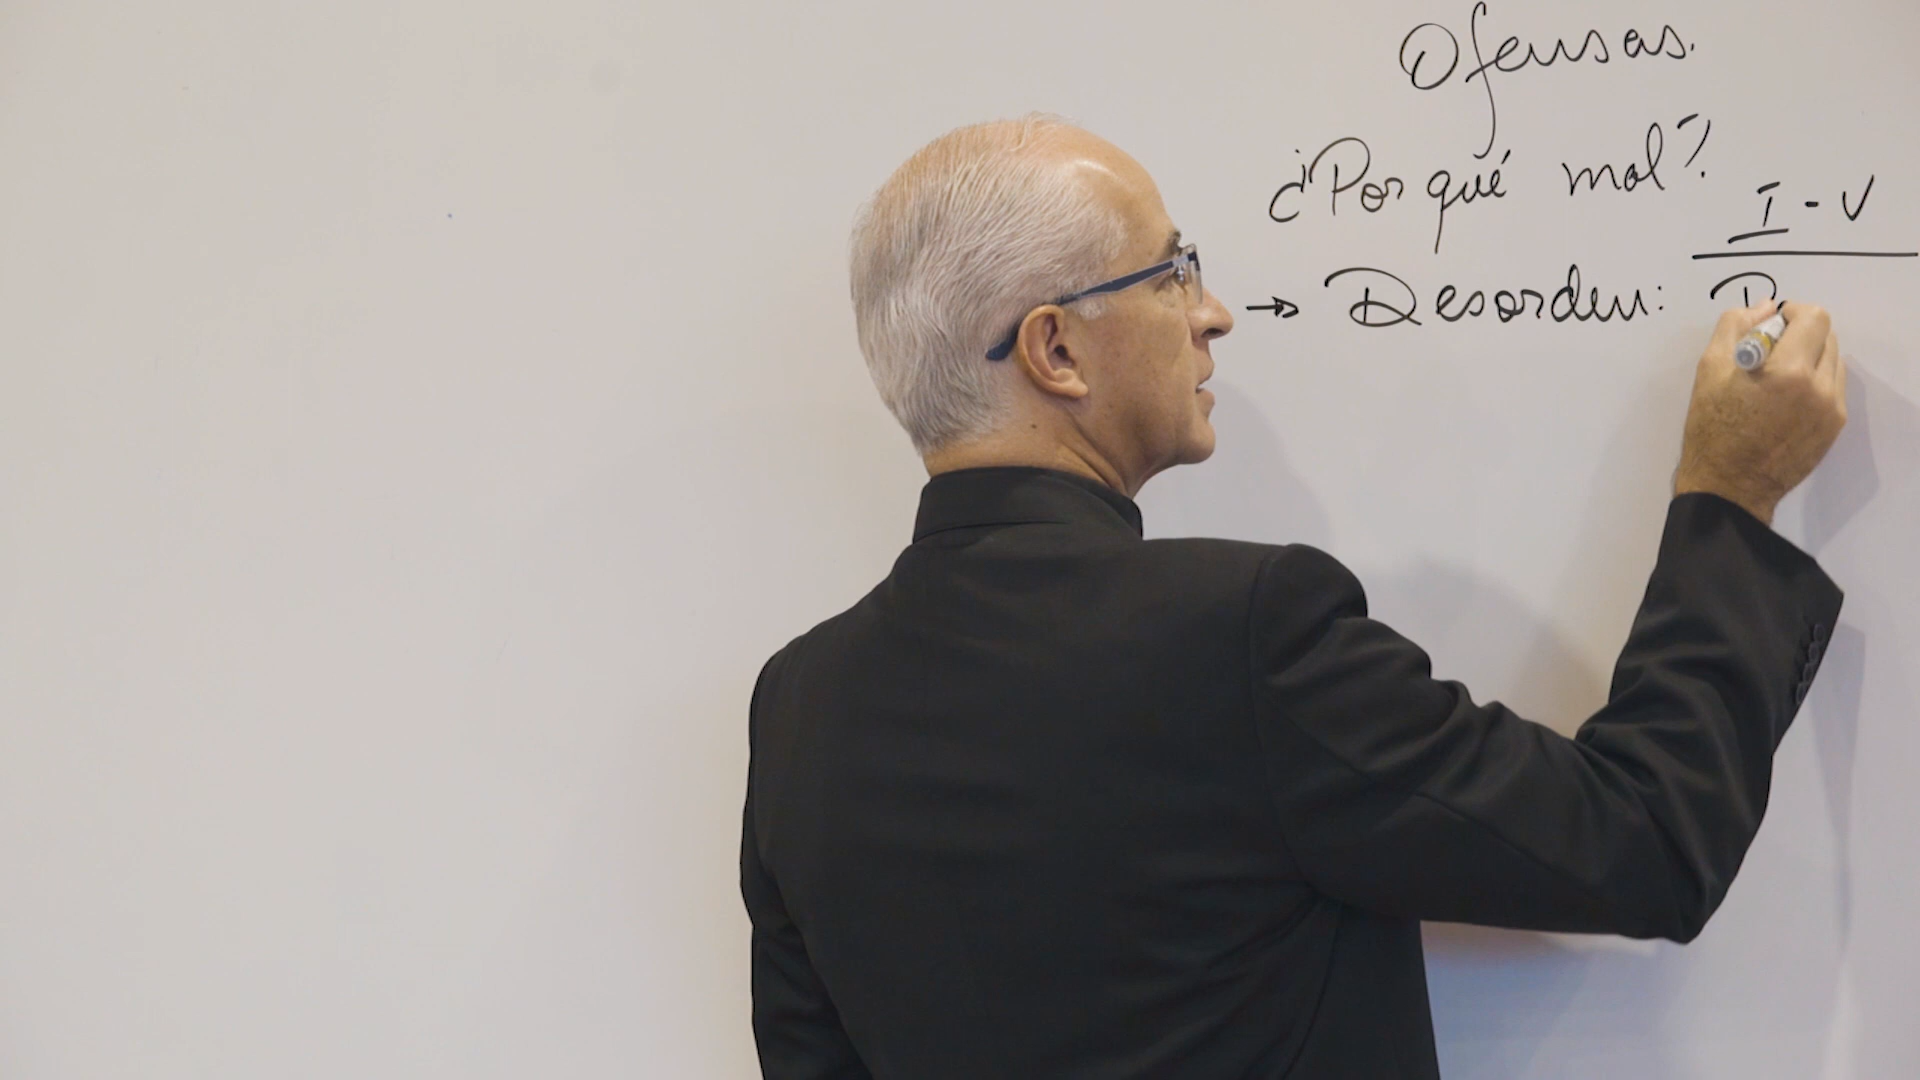 Ofensas.
¿Por qué mal?
I - V
→ Desorden: